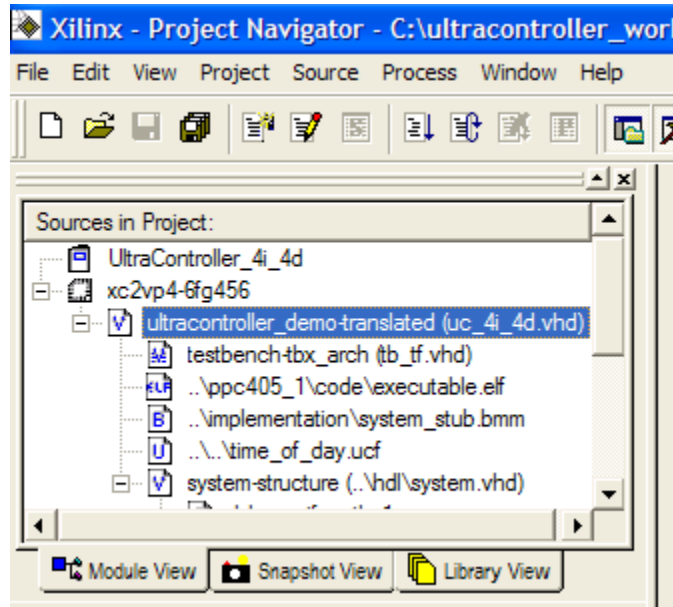 Xilinx - Project Navigator - C:\ultracontroller_wor
File Edit View Project Source Process Window Help
Sources in Project:
UltraController_4i_4d
xc2vp4-6fg456
ultracontroller_demo-translated (uc_4i_4d.vhd)
testbench-tbx_arch (tb_tf.vhd)
..\ppc405_1\code\executable.elf
..\implementation\system_stub.bmm
..\..\time_of_day.ucf
system-structure (..\hdl\system.vhd)
Module View Snapshot View Library View